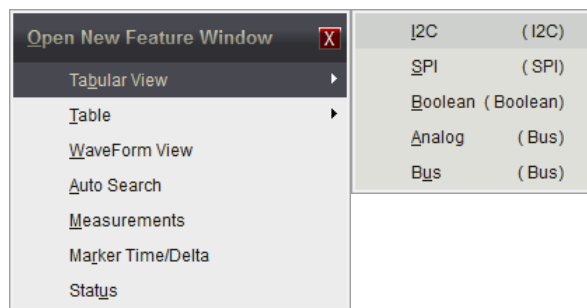 Open New Feature Window X
Tabular View
Table
WaveForm View
Auto Search
Measurements
Marker Time/Delta
Status
I2C ( I2C)
SPI ( SPI)
Boolean ( Boolean)
Analog ( Bus)
Bus ( Bus)